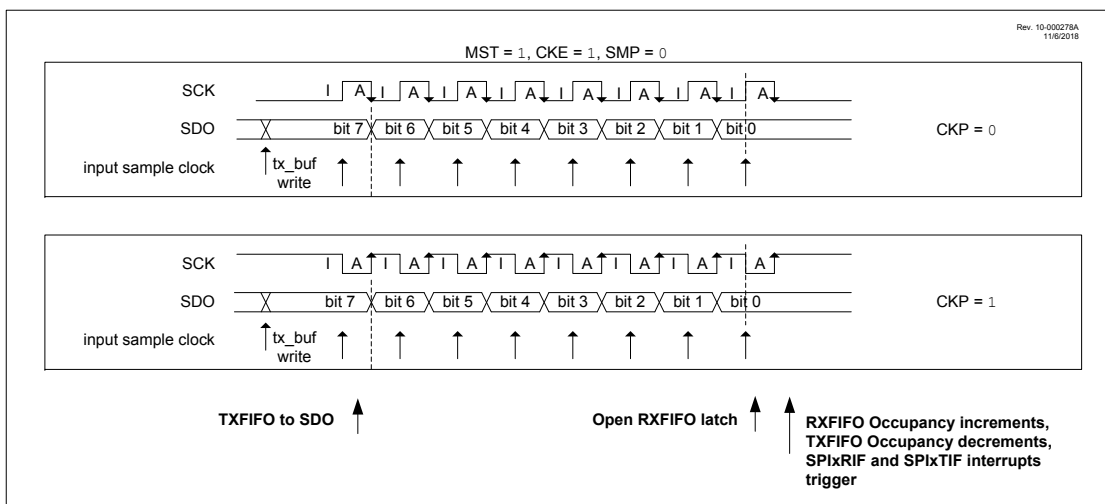 Rev. 10-000278A
11/6/2018
MST = 1, CKE = 1, SMP = 0
SCK I A I A I A I A I A I A I A I A
SDO bit 7 bit 6 bit 5 bit 4 bit 3 bit 2 bit 1 bit 0 CKP = 0
input sample clock tx_buf
write
SCK I A I A I A I A I A I A I A I A
SDO bit 7 bit 6 bit 5 bit 4 bit 3 bit 2 bit 1 bit 0 CKP = 1
input sample clock tx_buf
write
TXFIFO to SDO Open RXFIFO latch RXFIFO Occupancy increments,
TXFIFO Occupancy decrements,
SPIxRIF and SPIxTIF interrupts
trigger